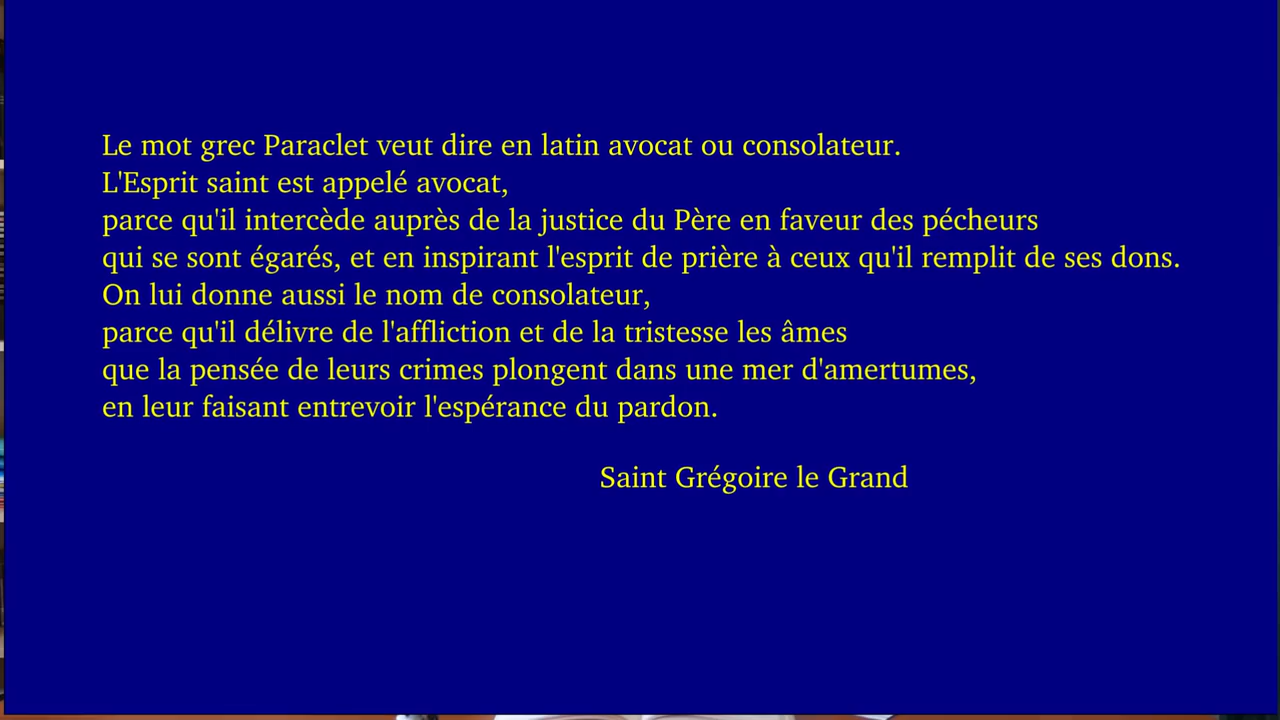 Le mot grec Paraclet veut dire en latin avocat ou consolateur.
L'Esprit saint est appelé avocat,
parce qu'il intercède auprès de la justice du Père en faveur des pécheurs
qui se sont égarés, et en inspirant l'esprit de prière à ceux qu'il remplit de ses dons.
On lui donne aussi le nom de consolateur,
parce qu'il délivre de l'affliction et de la tristesse les âmes
que la pensée de leurs crimes plongent dans une mer d'amertumes,
en leur faisant entrevoir l'espérance du pardon.
Saint Grégoire le Grand